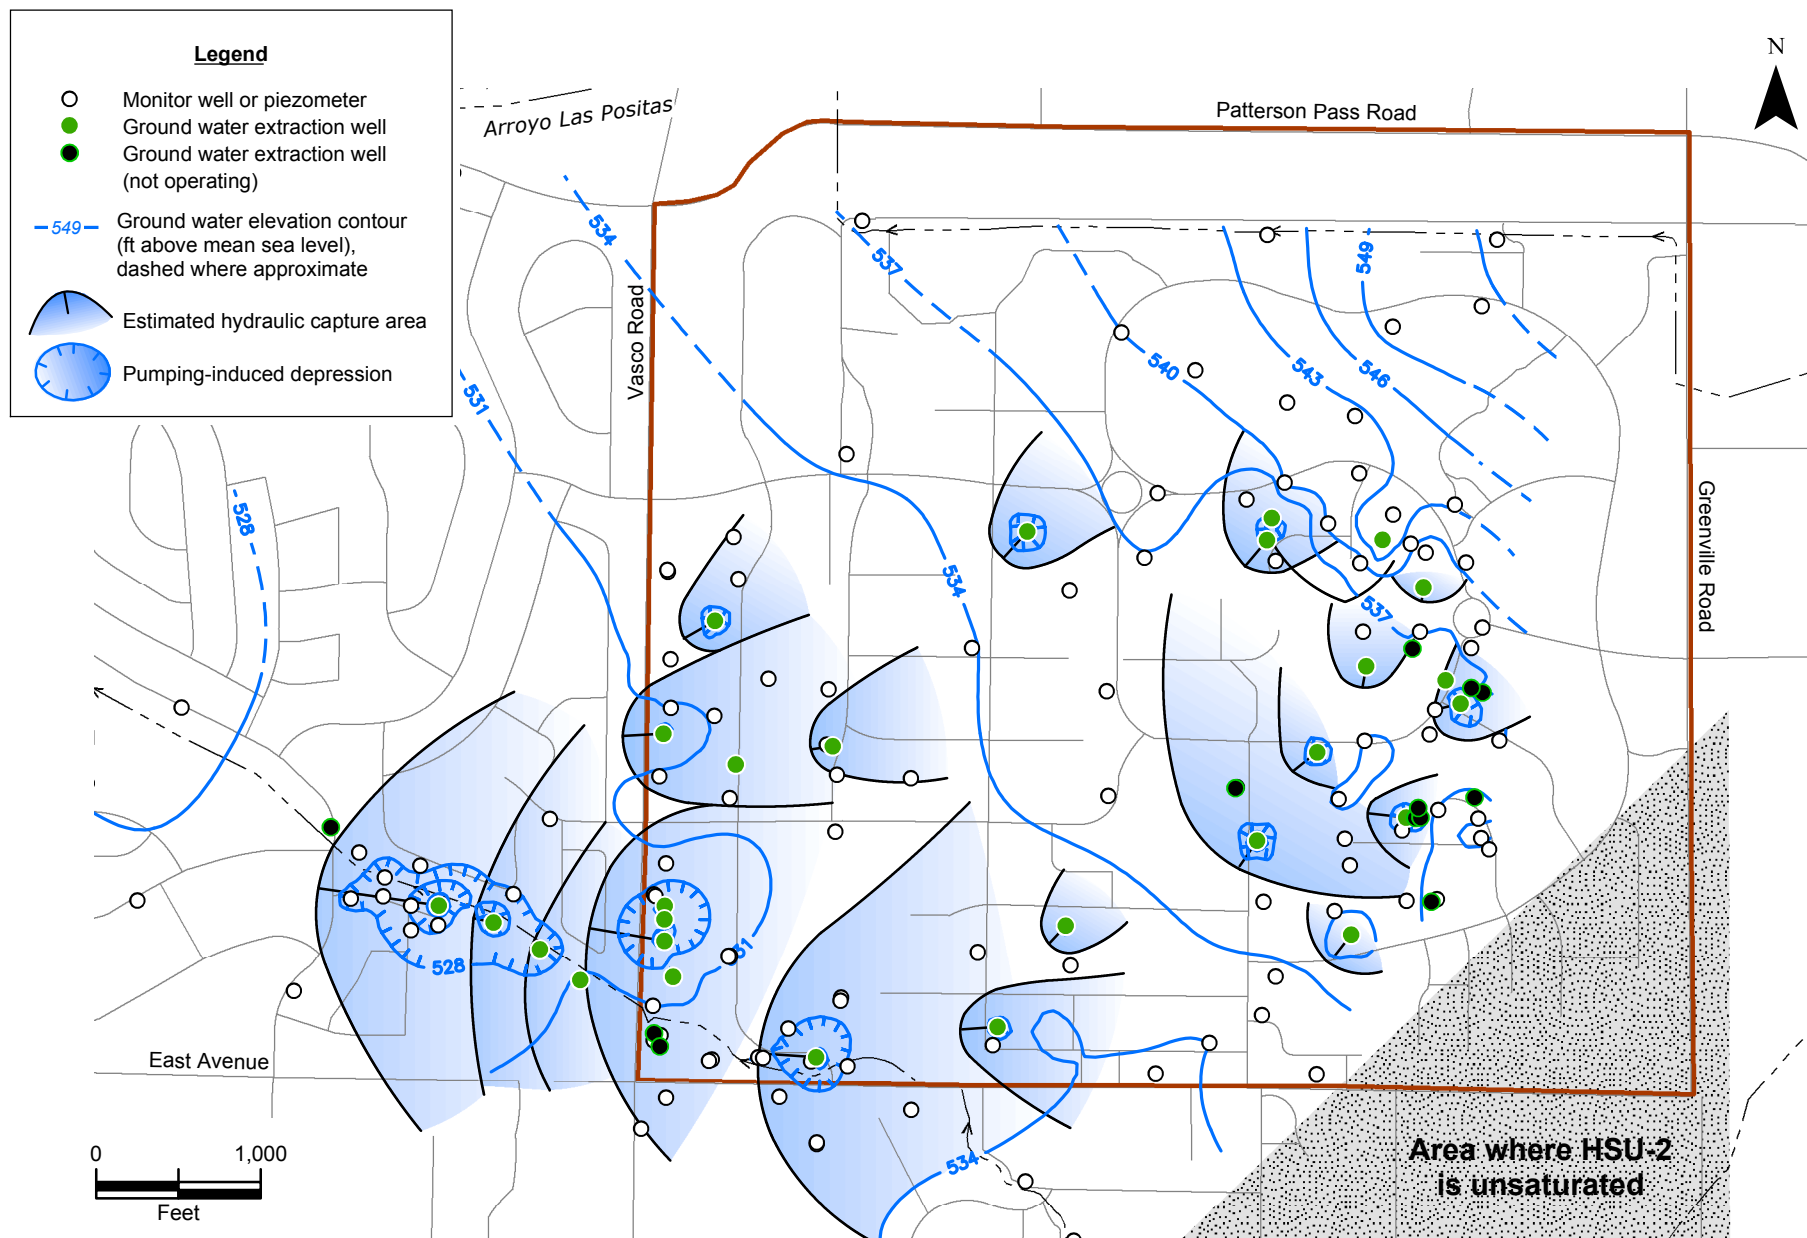 Legend
Monitor well or piezometer
Ground water extraction well
Ground water extraction well
(not operating)
549
Ground water elevation contour
(ft above mean sea level),
dashed where approximate
Estimated hydraulic capture area
Pumping-induced depression
N
Arroyo Las Positas
Patterson Pass Road
Vasco Road
Greenville Road
East Avenue
534
537
549
540
543
546
531
528
534
537
528
531
534
Area where HSU-2
is unsaturated
0 1,000
Feet